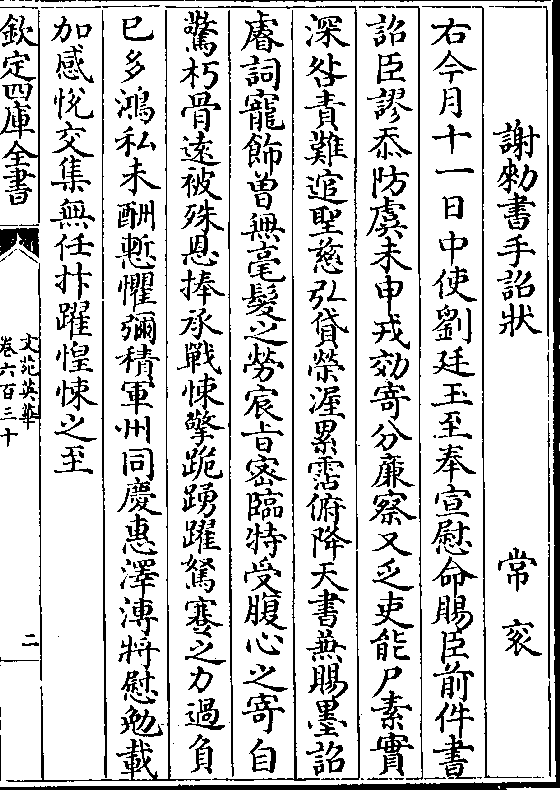 謝勑書手詔狀 常袞
右今月十一日中使劉廷玉至奉宣慰命賜臣前件書
詔臣謬忝防虞未申戎效寄分廉察又乏吏能尸素實
深咎責難逭聖慈弘貸榮渥累霑俯降天書兼賜墨詔
睿詞寵飾曽無毫髮之勞宸㫖宻臨特受腹心之寄自
驚朽骨遠被殊恩捧承戰悚擎跪踴躍駑蹇之力過負
已多鴻私未酬慙懼彌積軍州同慶惠澤溥將慰勉載
加感悅交集無任抃躍惶悚之至
欽定四庫全書
文苑英華
卷六百三十
二